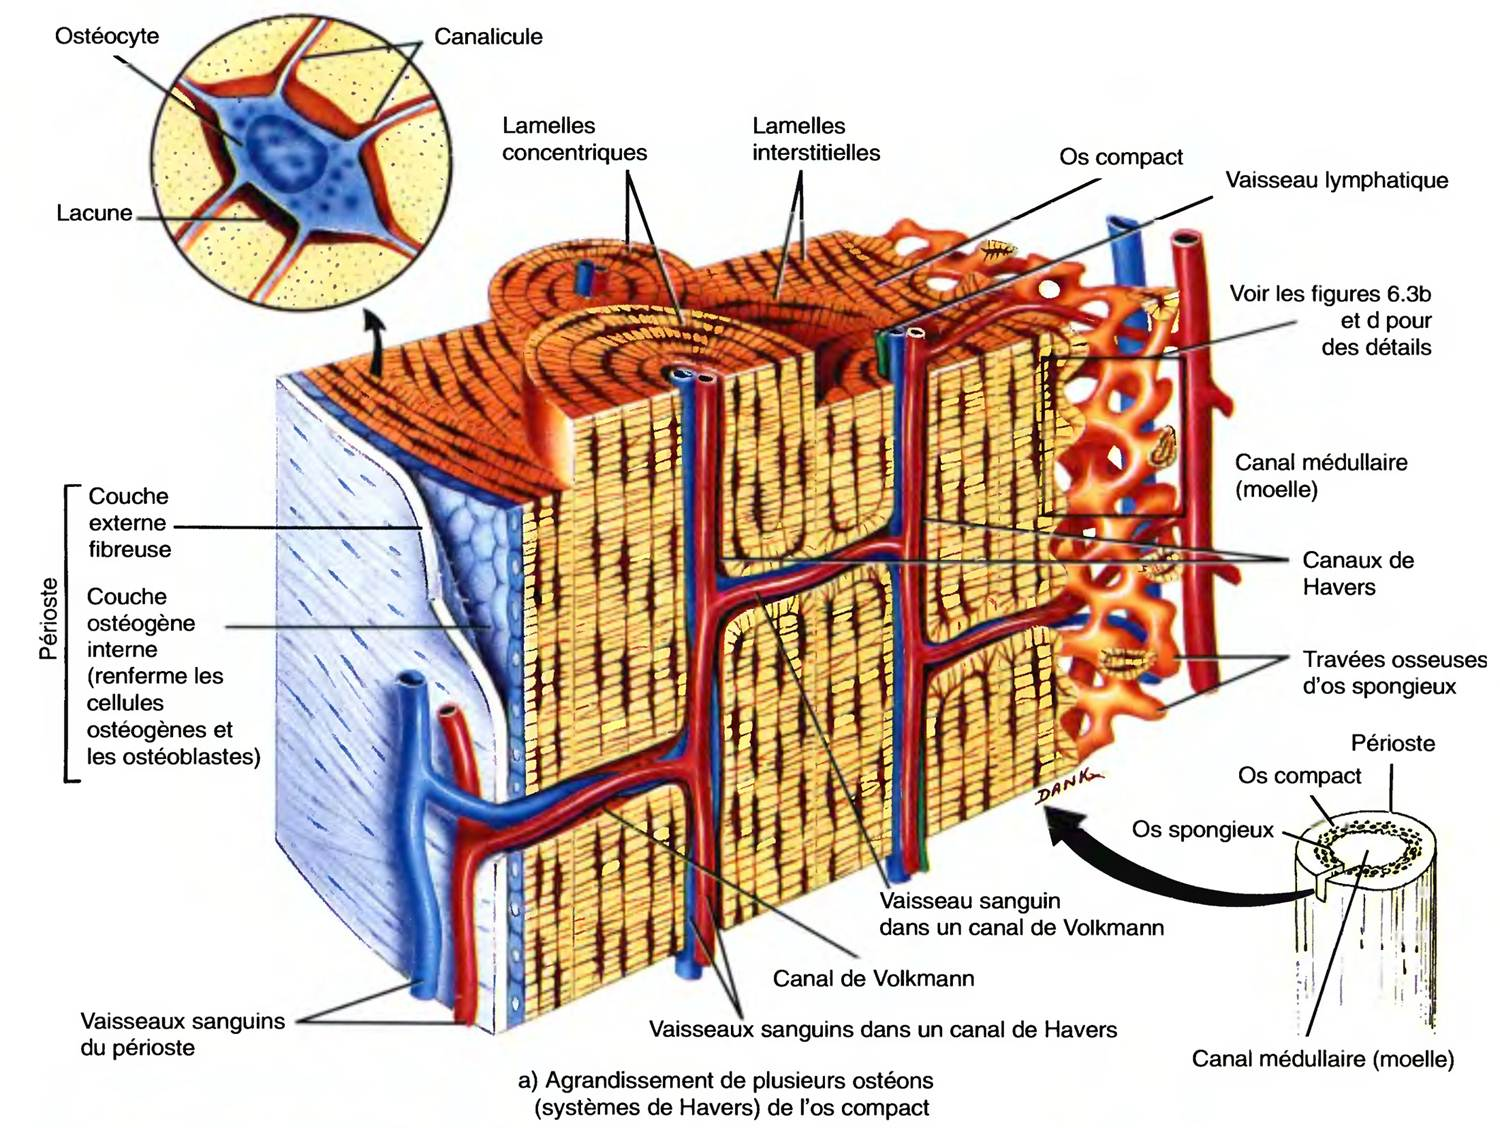 Ostéocyte
Canalicule
Lacune
Lamelles
concentriques
Lamelles
interstitielles
Os compact
Vaisseau lymphatique
Voir les figures 6.3b
et d pour
des détails
Canal médullaire
(moelle)
Canaux de
Havers
Travées osseuses
d'os spongieux
Périoste
Couche
externe
fibreuse
Couche
ostéogène
interne
(renferme les
cellules
ostéogènes et
les ostéoblastes)
Vaisseaux sanguins
du périoste
DANK
Vaisseau sanguin
dans un canal de Volkmann
Canal de Volkmann
Vaisseaux sanguins dans un canal de Havers
Périoste
Os compact
Os spongieux
Canal médullaire (moelle)
a) Agrandissement de plusieurs ostéons
(systèmes de Havers) de l'os compact